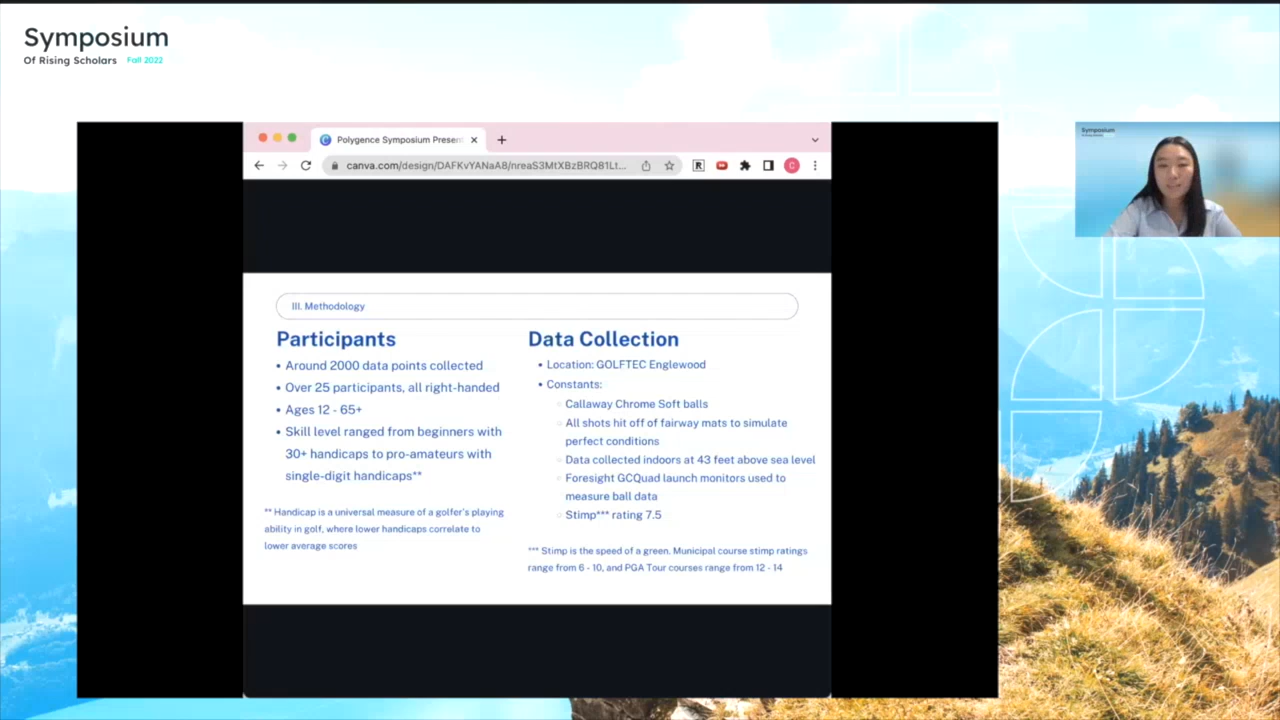 Symposium
Of Rising Scholars Fall 2022
Polygence Symposium Presen
canva.com/design/DAFKvYANaA8/nreaS3MtXBzBRQ81Lt...
R
C
III. Methodology
Participants
• Around 2000 data points collected
• Over 25 participants, all right-handed
• Ages 12 - 65+
• Skill level ranged from beginners with
30+ handicaps to pro-amateurs with
single-digit handicaps**
** Handicap is a universal measure of a golfer's playing
ability in golf, where lower handicaps correlate to
lower average scores
Data Collection
• Location: GOLFTEC Englewood
• Constants:
○ Callaway Chrome Soft balls
○ All shots hit off of fairway mats to simulate
perfect conditions
○ Data collected indoors at 43 feet above sea level
○ Foresight GCQuad launch monitors used to
measure ball data
○ Stimp*** rating 7.5
*** Stimp is the speed of a green. Municipal course stimp ratings
range from 6 - 10, and PGA Tour courses range from 12 - 14
Symposium